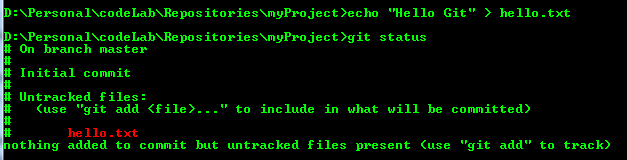 D:\Personal\codeLab\Repositories\myProject>echo "Hello Git" > hello.txt
D:\Personal\codeLab\Repositories\myProject>git status
# On branch master
#
# Initial commit
#
# Untracked files:
#   (use "git add <file>..." to include in what will be committed)
#
#       hello.txt
nothing added to commit but untracked files present (use "git add" to track)